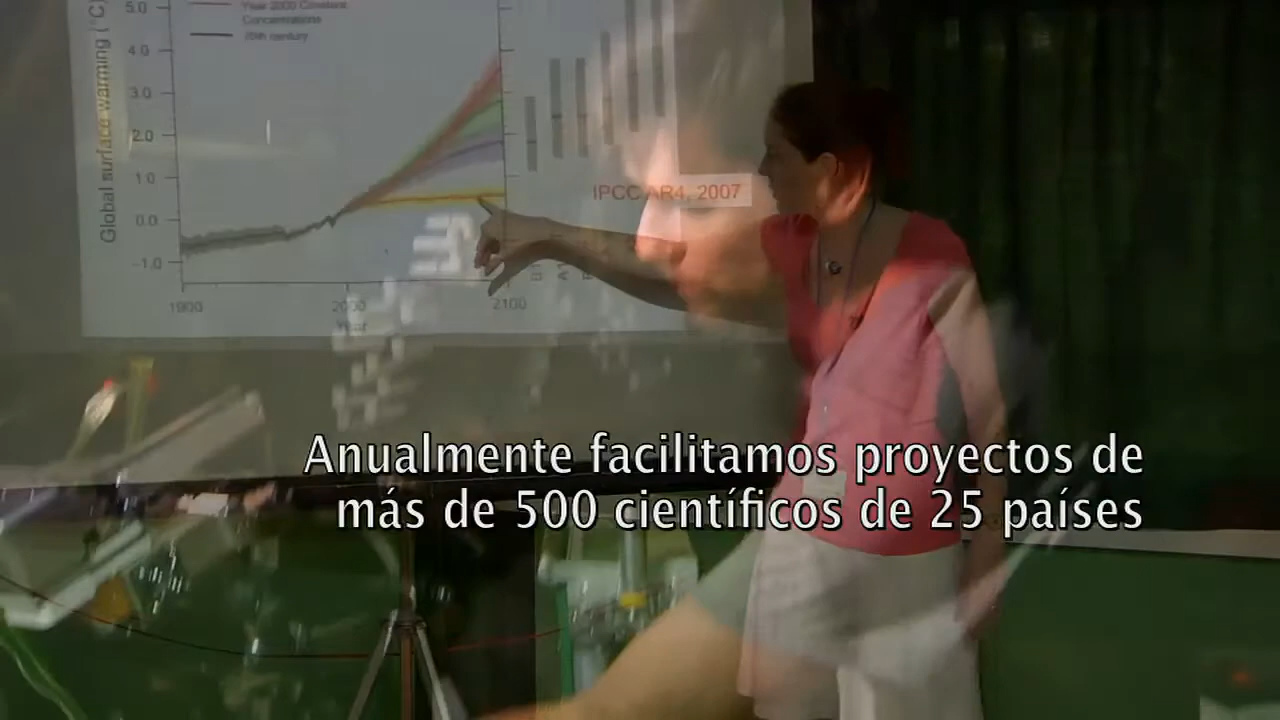 5.0
Year 2000 Constant
Concentrations
20th century
4.0
3.0
2.0
1.0
0.0
-1.0
Global surface warming (°C)
1900
2000
2100
Year
IPCC AR4, 2007
B1
Anualmente facilitamos proyectos de
más de 500 científicos de 25 países